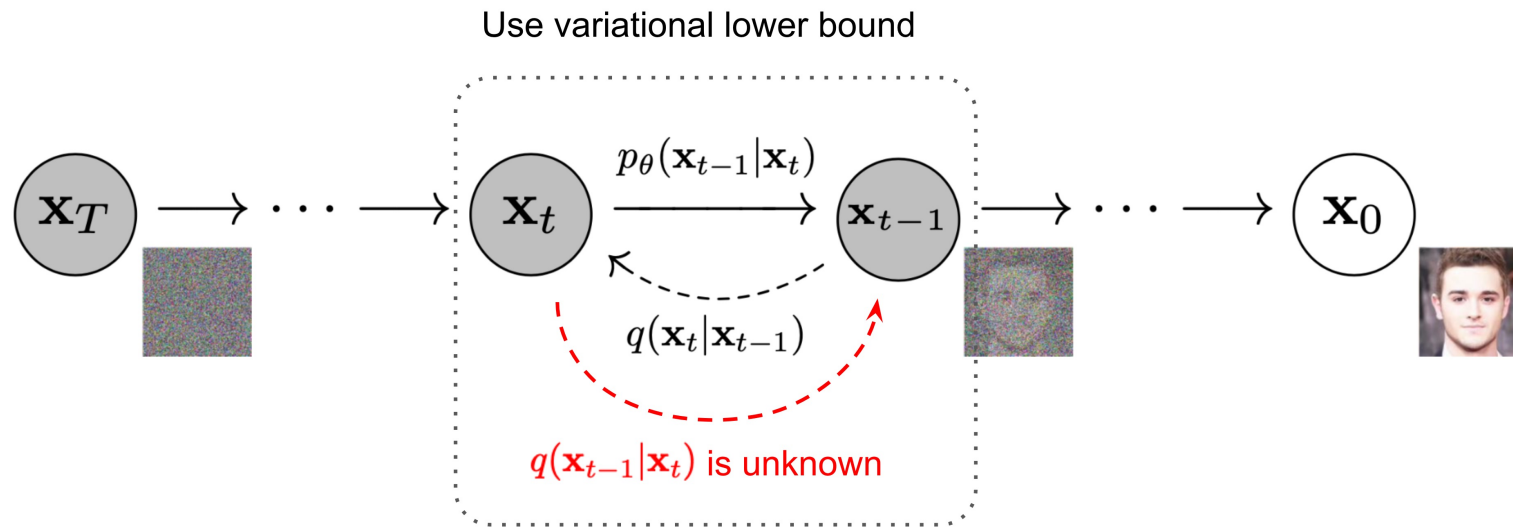 Use variational lower bound
p_θ(x_{t−1}|x_t)
x_T → ··· → x_t → x_{t−1} → ··· → x_0
q(x_t|x_{t−1})
q(x_{t−1}|x_t) is unknown